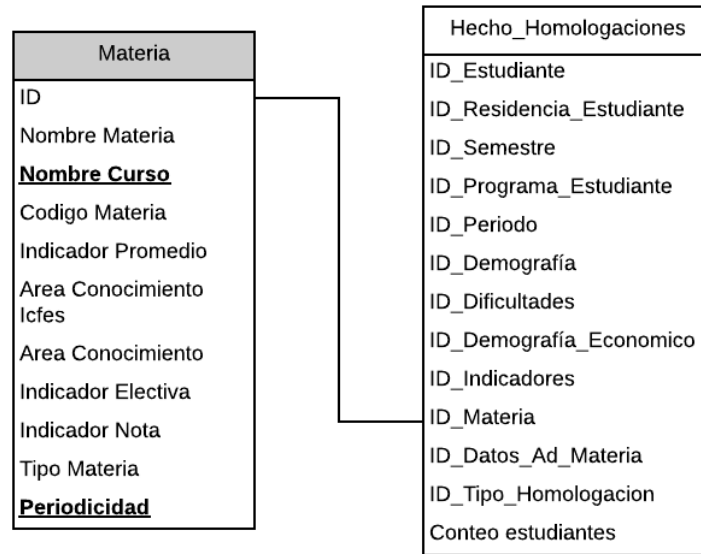 Materia
ID
Nombre Materia
Nombre Curso
Codigo Materia
Indicador Promedio
Area Conocimiento
Icfes
Area Conocimiento
Indicador Electiva
Indicador Nota
Tipo Materia
Periodicidad
Hecho_Homologaciones
ID_Estudiante
ID_Residencia_Estudiante
ID_Semestre
ID_Programa_Estudiante
ID_Periodo
ID_Demografía
ID_Dificultades
ID_Demografía_Economico
ID_Indicadores
ID_Materia
ID_Datos_Ad_Materia
ID_Tipo_Homologacion
Conteo estudiantes